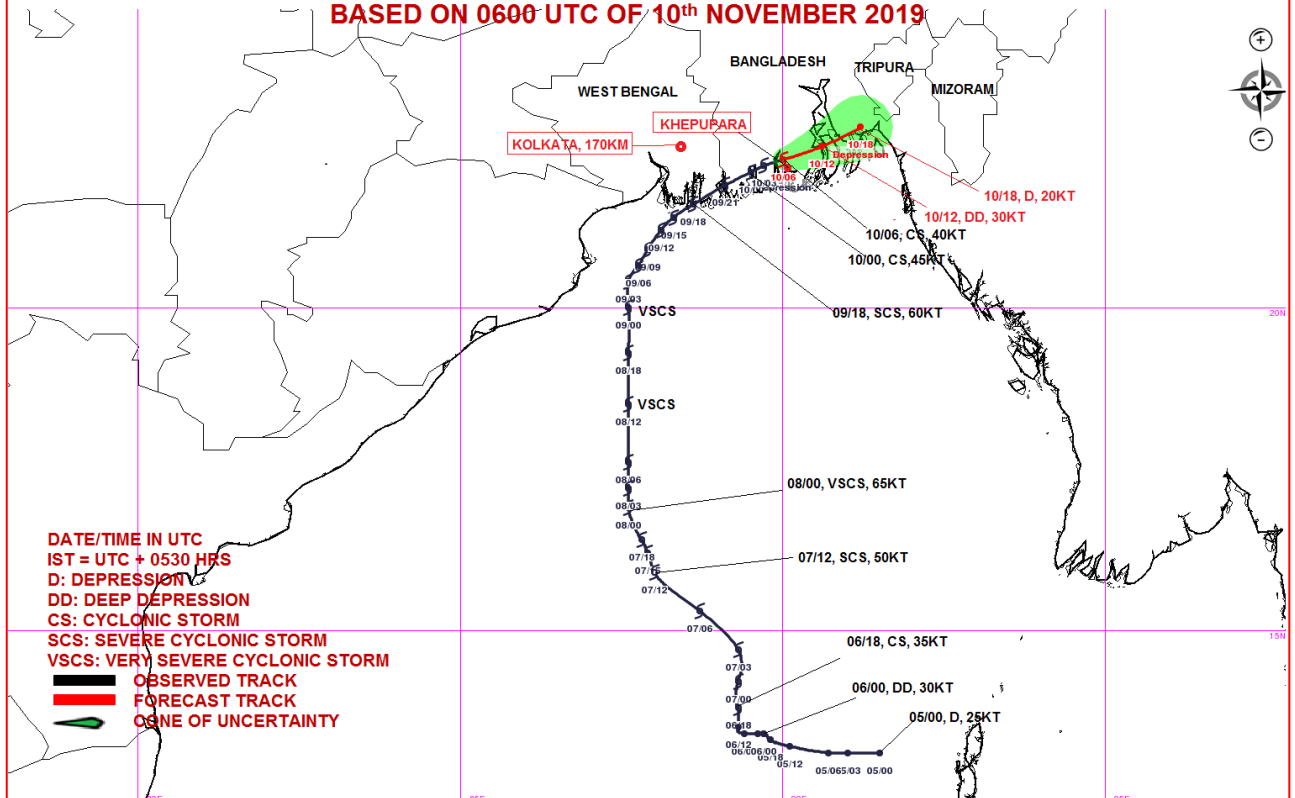 BASED ON 0600 UTC OF 10th NOVEMBER 2019
BANGLADESH
TRIPURA
WEST BENGAL
MIZORAM
KHEPUPARA
KOLKATA, 170KM
10/18
Depression
10/12
10/06
10/03
09/21
10/18, D, 20KT
10/12, DD, 30KT
09/18
10/06, CS, 40KT
09/15
09/12
10/00, CS,45KT
09/09
09/06
09/03
VSCS
09/18, SCS, 60KT
20N
09/00
08/18
VSCS
08/12
08/06
08/00, VSCS, 65KT
08/03
08/00
DATE/TIME IN UTC
IST = UTC + 0530 HRS
D: DEPRESSION
DD: DEEP DEPRESSION
CS: CYCLONIC STORM
SCS: SEVERE CYCLONIC STORM
VSCS: VERY SEVERE CYCLONIC STORM
OBSERVED TRACK
FORECAST TRACK
CONE OF UNCERTAINTY
07/18
07/12, SCS, 50KT
07/12
07/06
15N
06/18, CS, 35KT
07/03
07/00
06/00, DD, 30KT
06/18
05/00, D, 25KT
06/12
06/00
05/18
05/12
05/06
05/03
05/00